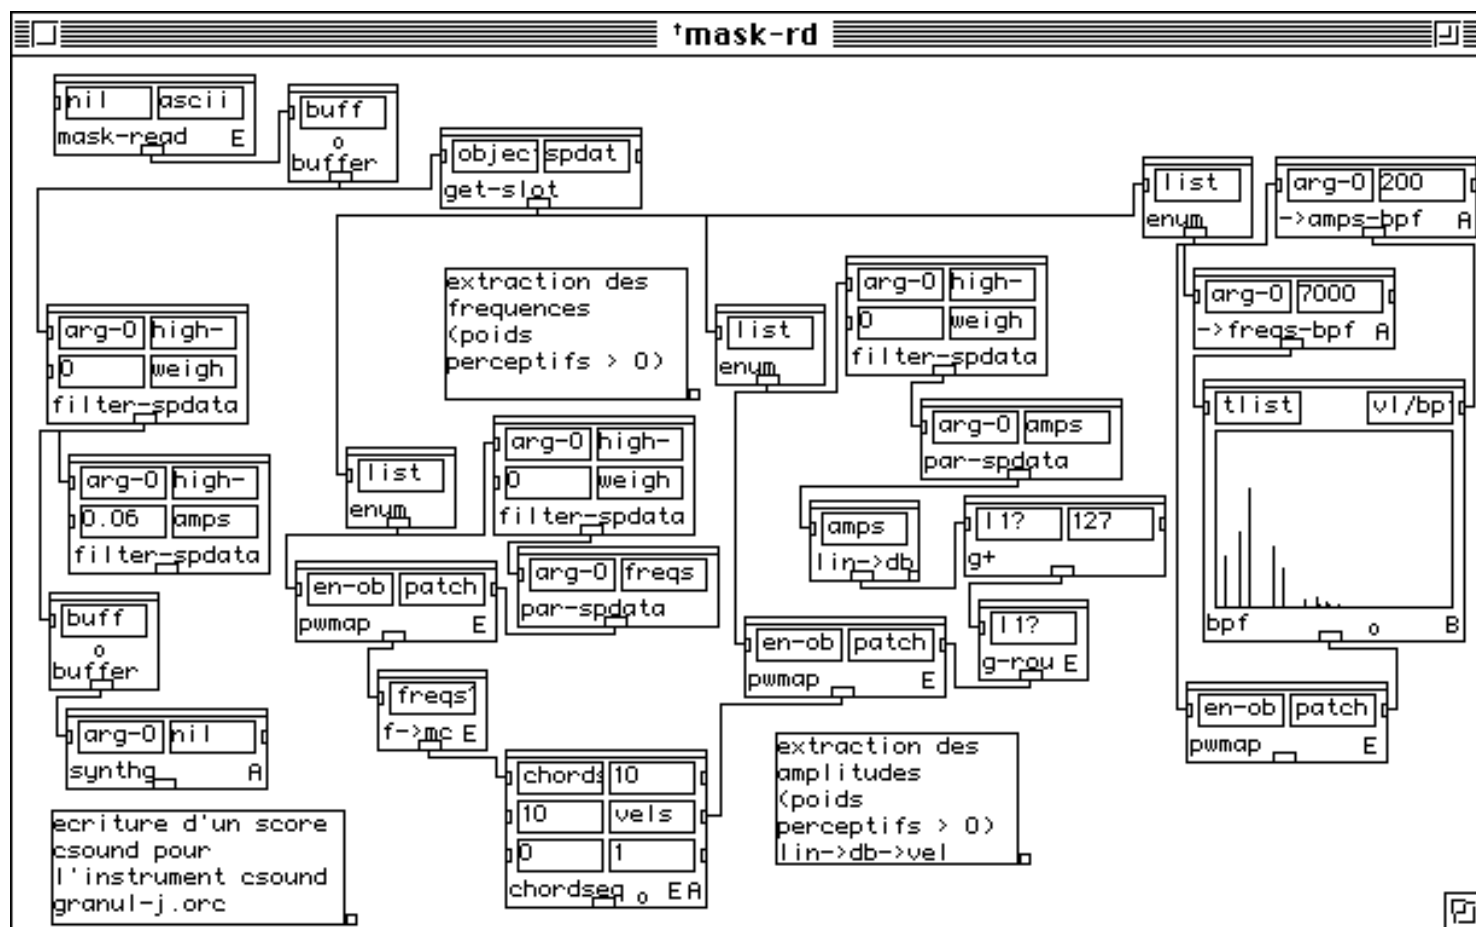 †mask-rd
nil ascii
mask-read E
buff
o
buffer
objec spdat
get-slot
list
enum
arg-0 200
->amps-bpf A
arg-0 7000
->freqs-bpf A
tlist vl/bp
bpf o B
en-ob patch
pwmap E
extraction des
frequences
(poids
perceptifs > 0)
list
enum
arg-0 high-
0 weigh
filter-spdata
arg-0 amps
par-spdata
amps
lin->db
l1? 127
g+
l1?
g-rou E
en-ob patch
pwmap E
arg-0 high-
0 weigh
filter-spdata
arg-0 high-
0.06 amps
filter-spdata
buff
o
buffer
arg-0 nil
synthq A
list
enum
arg-0 high-
0 weigh
filter-spdata
en-ob patch
pwmap E
arg-0 freqs
par-spdata
freqs
f->mc E
chords 10
10 vels
0 1
chordseq o E A
extraction des
amplitudes
(poids
perceptifs > 0)
lin->db->vel
ecriture d'un score
csound pour
l'instrument csound
granul-j.orc